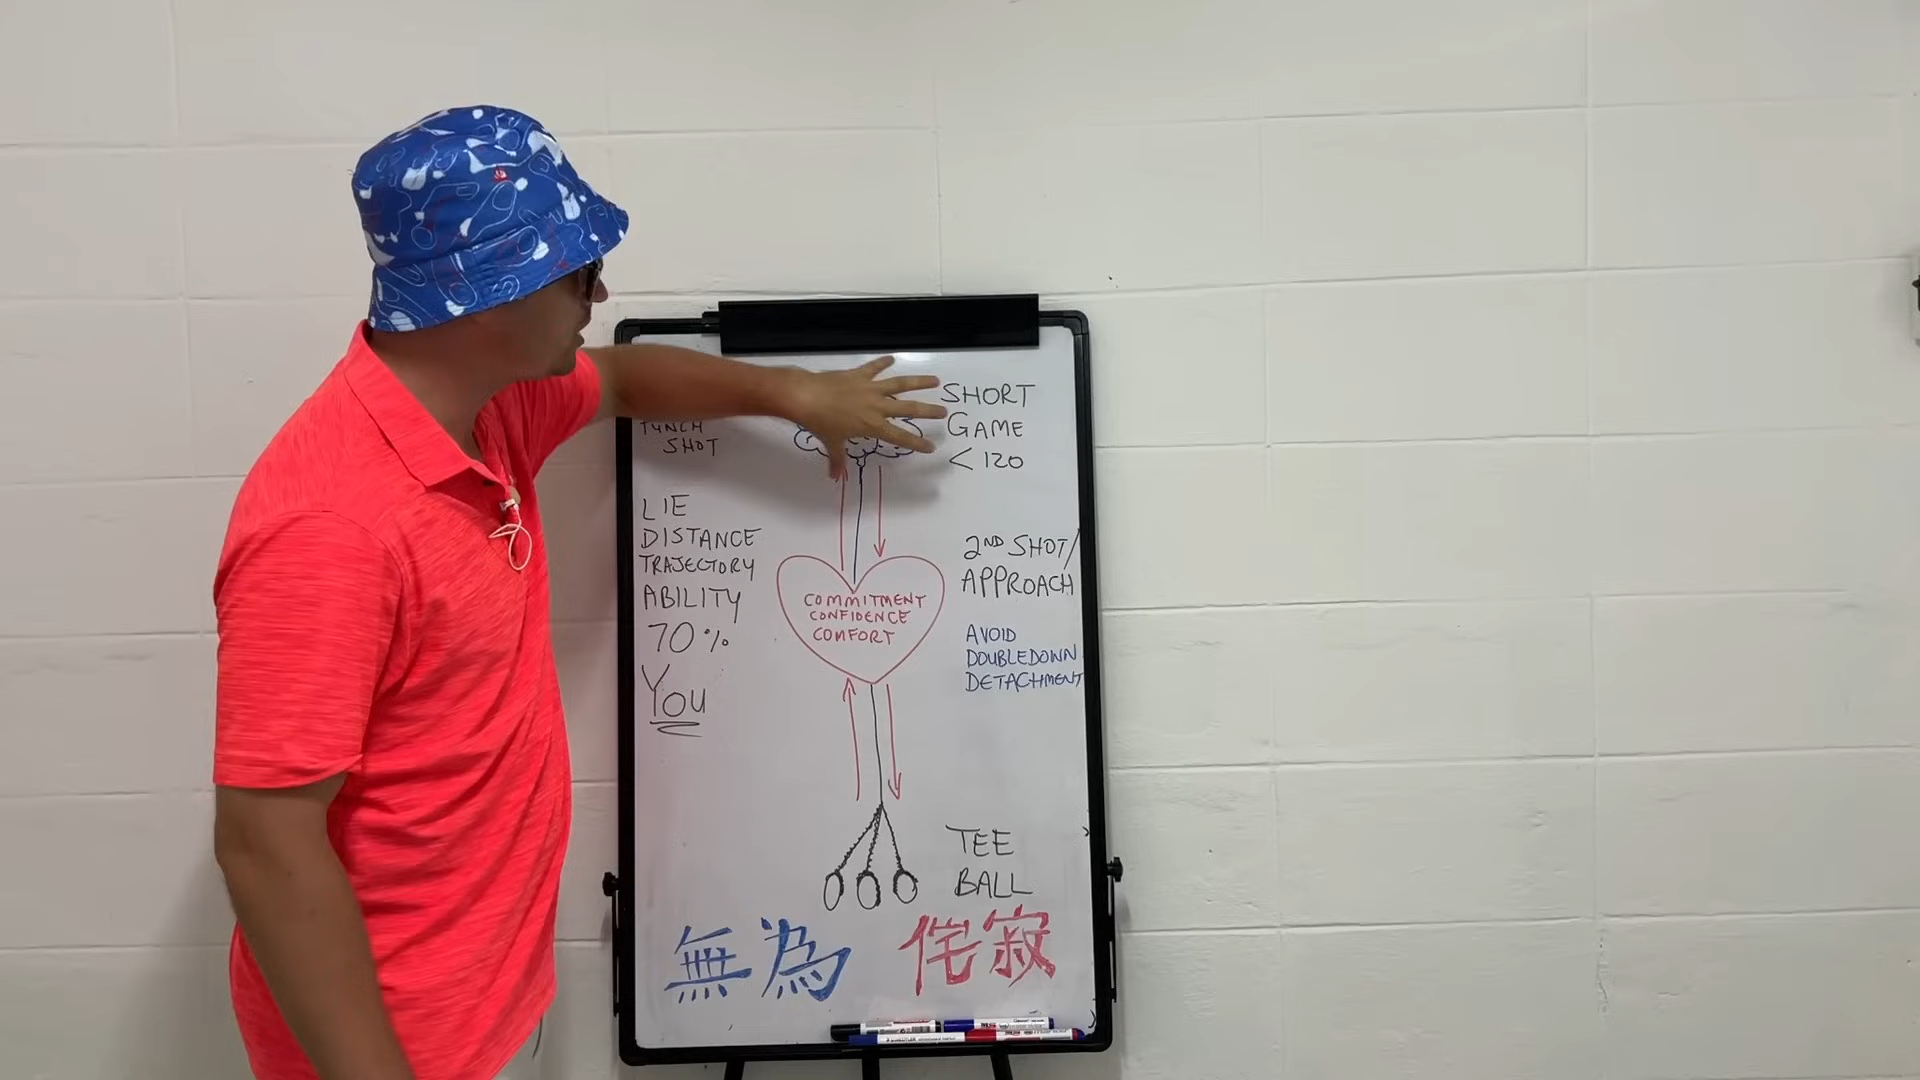 SHOT
LIE
DISTANCE
TRAJECTORY
ABILITY
70%
YOU
COMMITMENT
CONFIDENCE
COMFORT
SHORT
GAME
< 120
2ND SHOT/
APPROACH
AVOID
DOUBLEDOWN
DETACHMENT
TEE
BALL
無為 侘寂